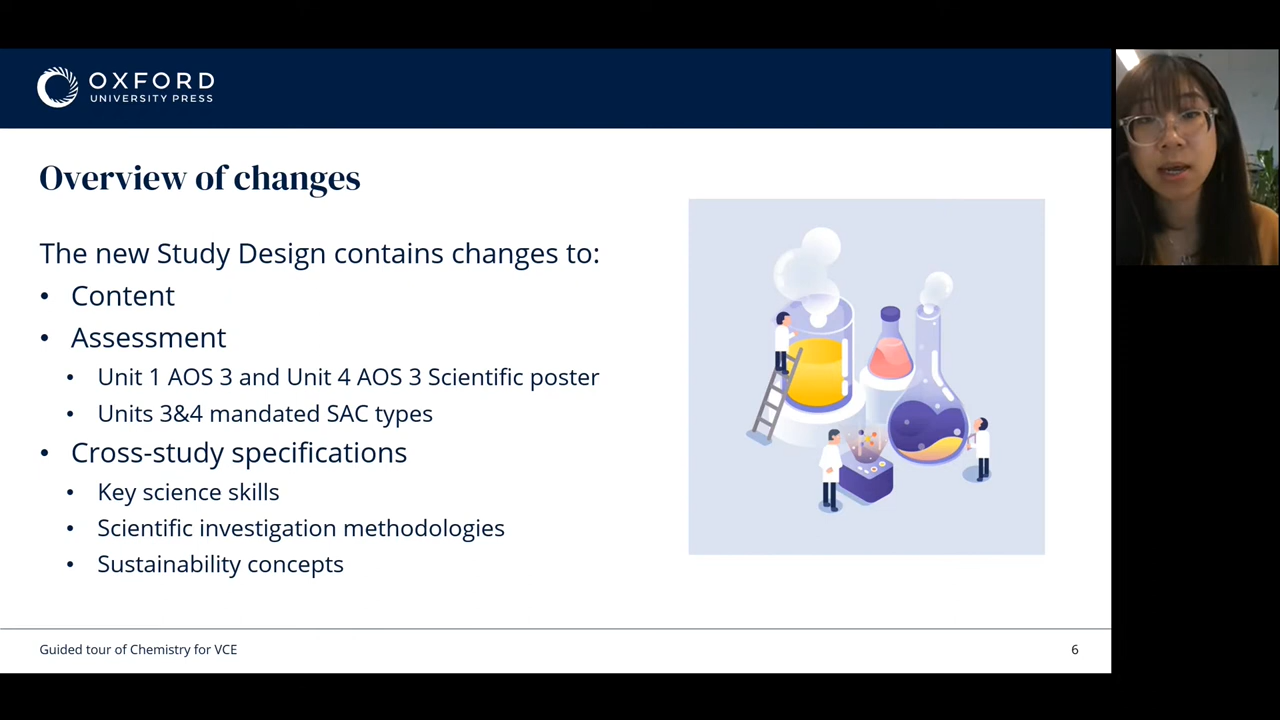 OXFORD
UNIVERSITY PRESS
Overview of changes
The new Study Design contains changes to:
• Content
• Assessment
• Unit 1 AOS 3 and Unit 4 AOS 3 Scientific poster
• Units 3&4 mandated SAC types
• Cross-study specifications
• Key science skills
• Scientific investigation methodologies
• Sustainability concepts
Guided tour of Chemistry for VCE
6